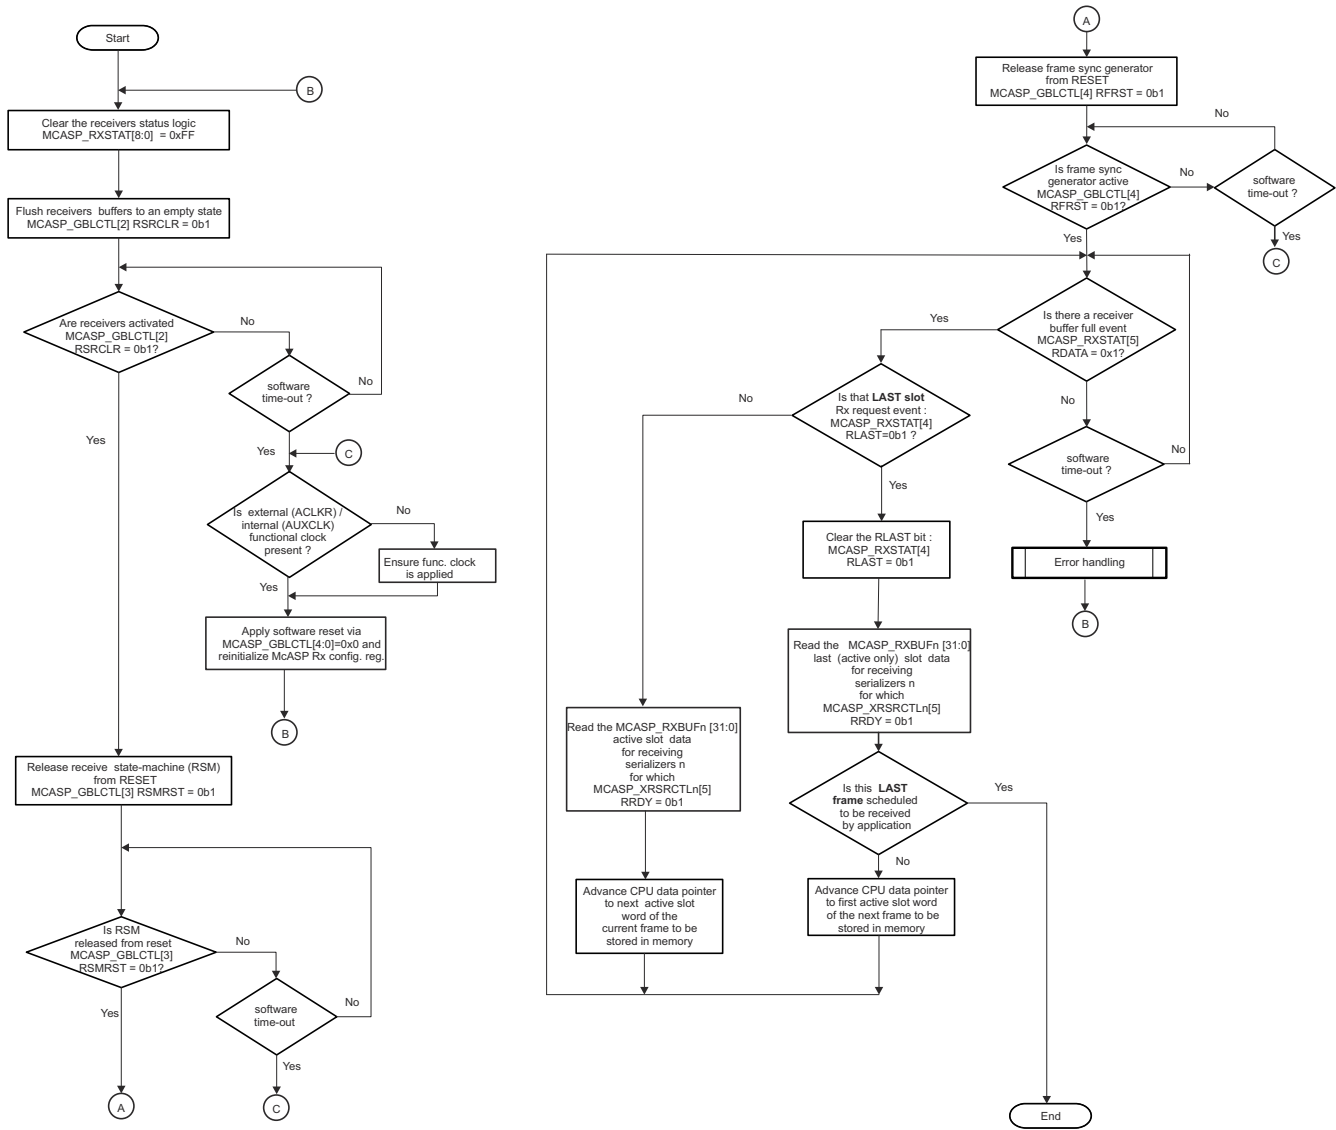 Start
B
Clear the receivers status logic
MCASP_RXSTAT[8:0] = 0xFF
Flush receivers buffers to an empty state
MCASP_GBLCTL[2] RSRCLR = 0b1
Are receivers activated
MCASP_GBLCTL[2]
RSRCLR = 0b1?
No
software
time-out ?
No
Yes
Yes
C
Is external (ACLKR) /
internal (AUXCLK)
functional clock
present ?
No
Ensure func. clock
is applied
Yes
Apply software reset via
MCASP_GBLCTL[4:0]=0x0 and
reinitialize McASP Rx config. reg.
B
Release receive state-machine (RSM)
from RESET
MCASP_GBLCTL[3] RSMRST = 0b1
Is RSM
released from reset
MCASP_GBLCTL[3]
RSMRST = 0b1?
No
software
time-out
No
Yes
Yes
A
C
A
Release frame sync generator
from RESET
MCASP_GBLCTL[4] RFRST = 0b1
No
Is frame sync
generator active
MCASP_GBLCTL[4]
RFRST = 0b1?
No
software
time-out ?
Yes
Yes
C
Is there a receiver
buffer full event
MCASP_RXSTAT[5]
RDATA = 0x1?
Yes
No
Is that LAST slot
Rx request event :
MCASP_RXSTAT[4]
RLAST=0b1 ?
No
Yes
software
time-out ?
No
Yes
Error handling
B
Clear the RLAST bit :
MCASP_RXSTAT[4]
RLAST = 0b1
Read the MCASP_RXBUFn [31:0]
last (active only) slot data
for receiving
serializers n
for which
MCASP_XRSRCTLn[5]
RRDY = 0b1
Read the MCASP_RXBUFn [31:0]
active slot data
for receiving
serializers n
for which
MCASP_XRSRCTLn[5]
RRDY = 0b1
Is this LAST
frame scheduled
to be received
by application
Yes
No
Advance CPU data pointer
to next active slot
word of the
current frame to be
stored in memory
Advance CPU data pointer
to first active slot word
of the next frame to be
stored in memory
End